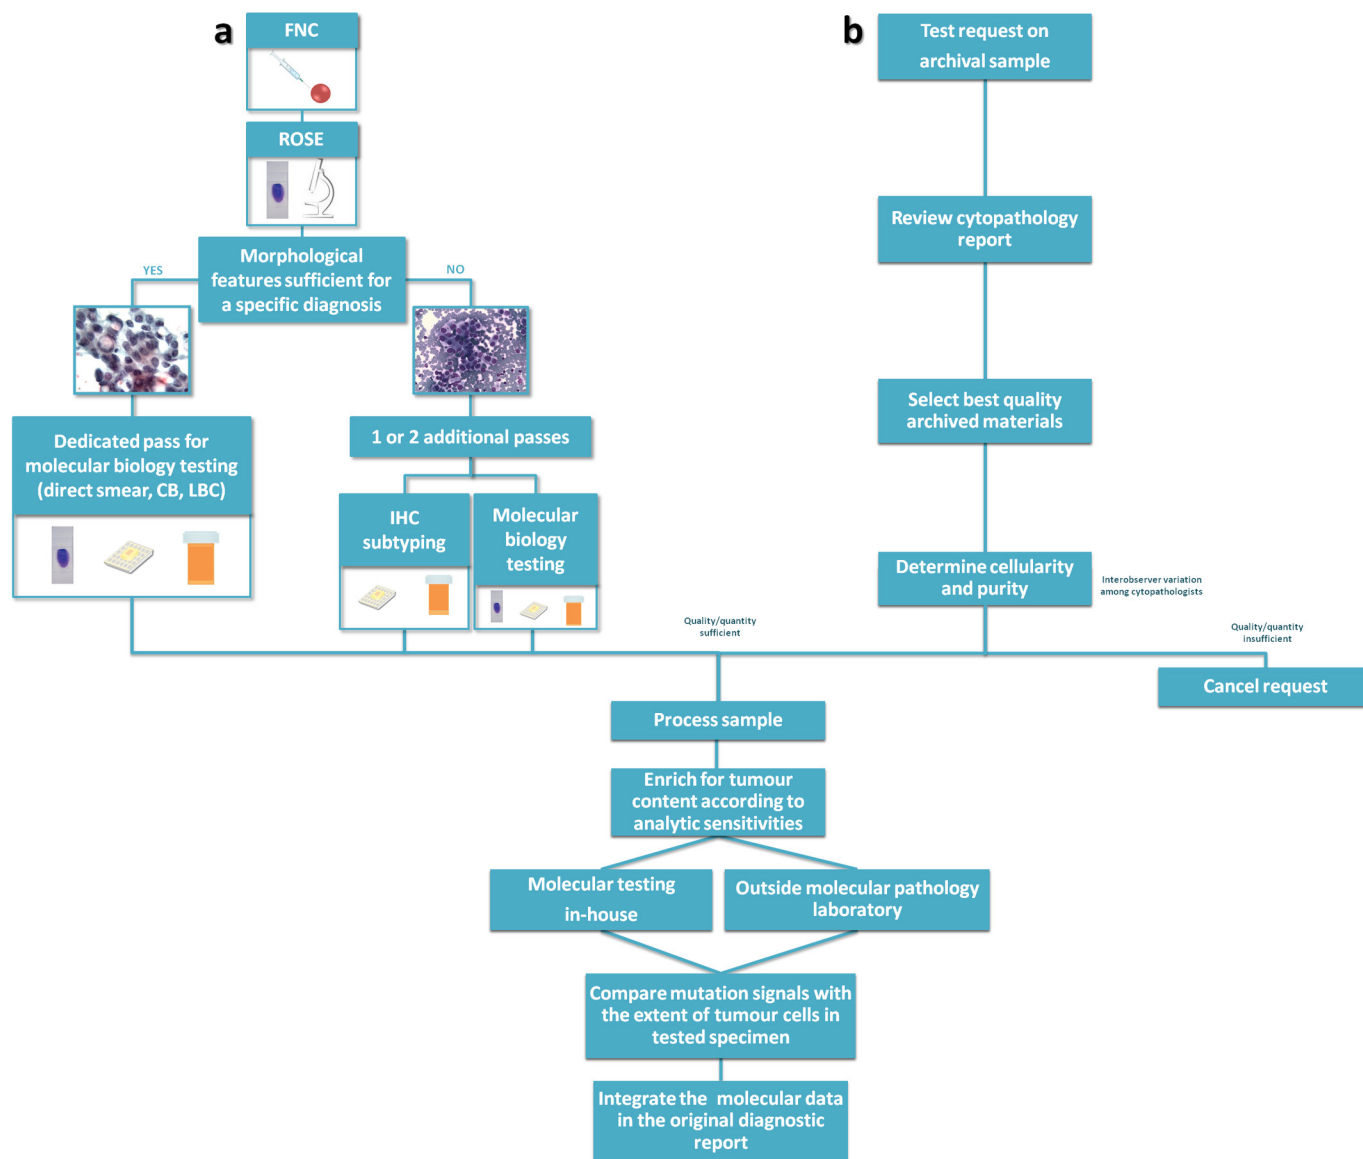 a
FNC
ROSE
Morphological
features sufficient for
a specific diagnosis
YES
NO
Dedicated pass for
molecular biology testing
(direct smear, CB, LBC)
1 or 2 additional passes
IHC
subtyping
Molecular
biology
testing
b
Test request on
archival sample
Review cytopathology
report
Select best quality
archived materials
Determine cellularity
and purity
Interobserver variation
among cytopathologists
Quality/quantity
sufficient
Quality/quantity
insufficient
Cancel request
Process sample
Enrich for tumour
content according to
analytic sensitivities
Molecular testing
in-house
Outside molecular pathology
laboratory
Compare mutation signals with
the extent of tumour cells in
tested specimen
Integrate the molecular data
in the original diagnostic
report